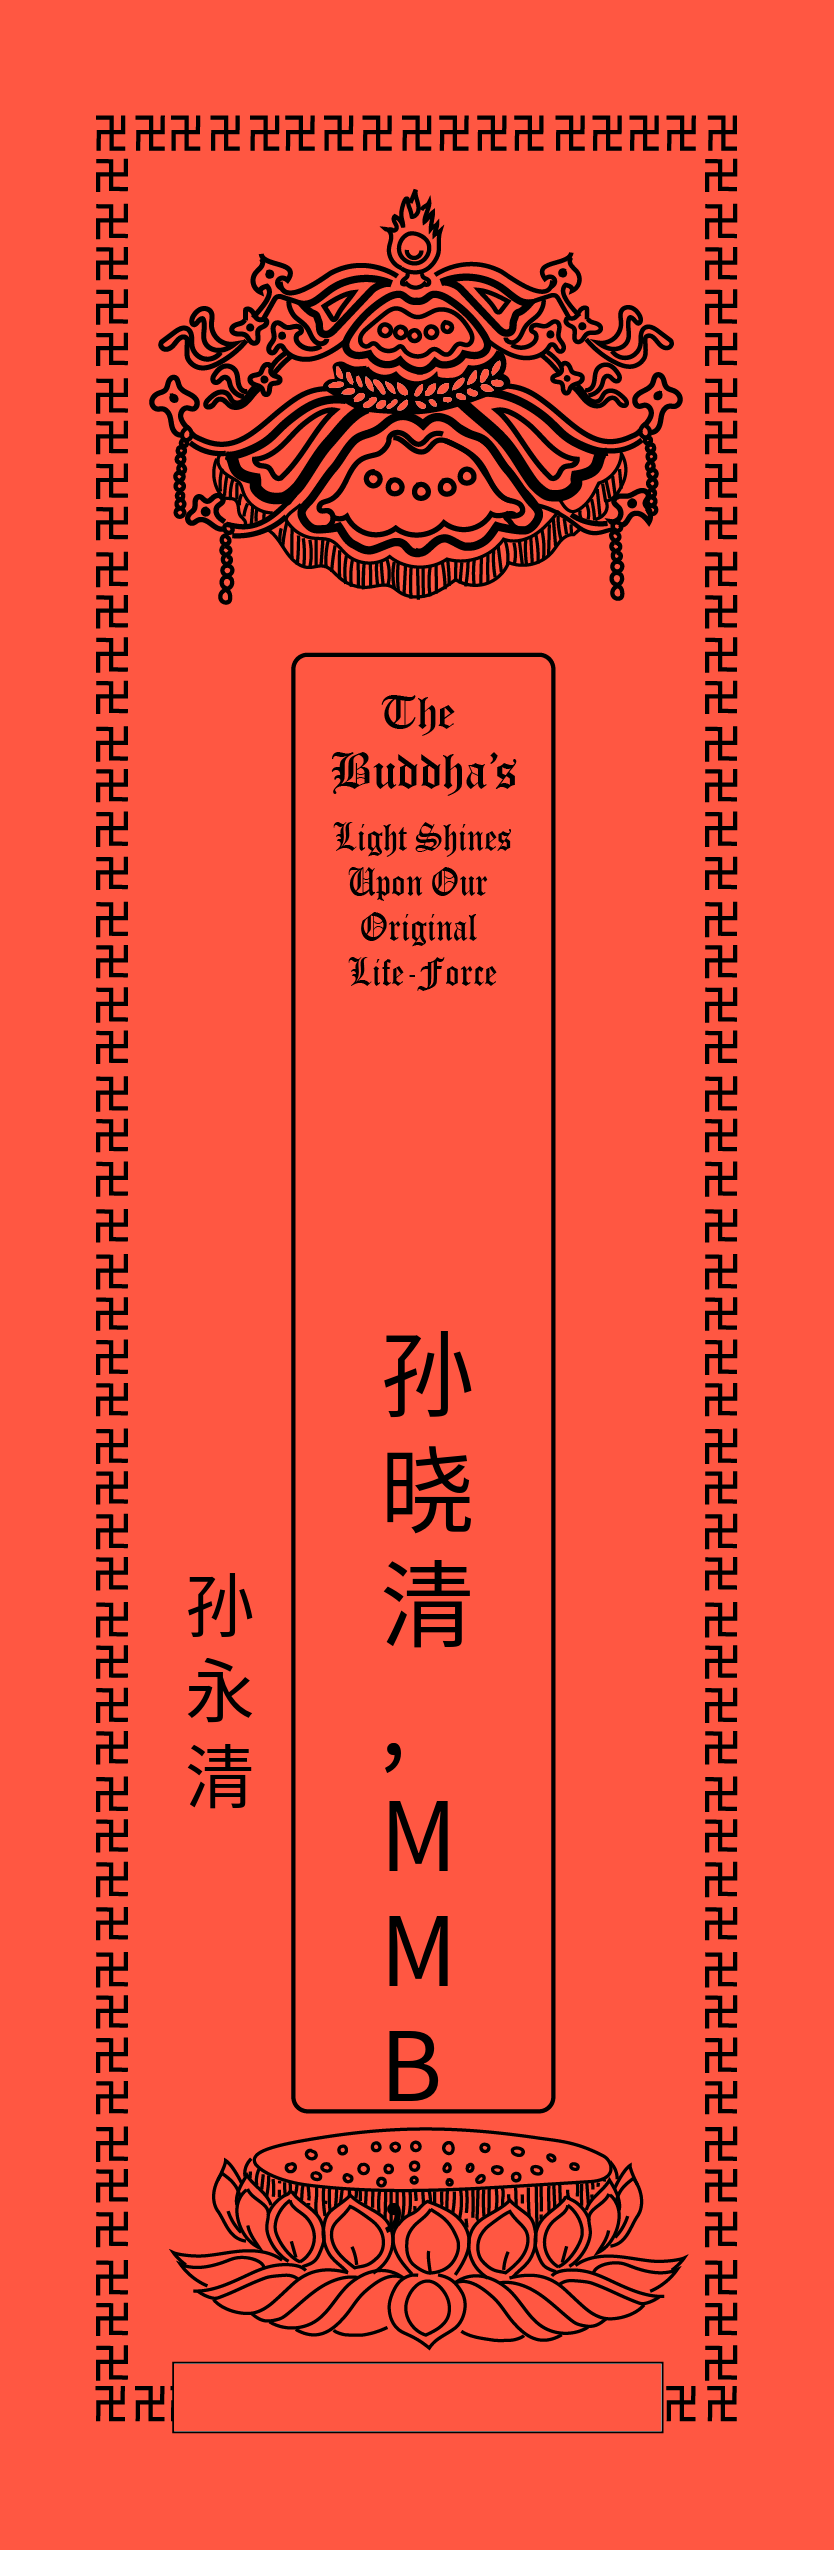 The
Buddha's
Light Shines
Upon Our
Original
Life-Force
孙晓清,MMB,
孙永清